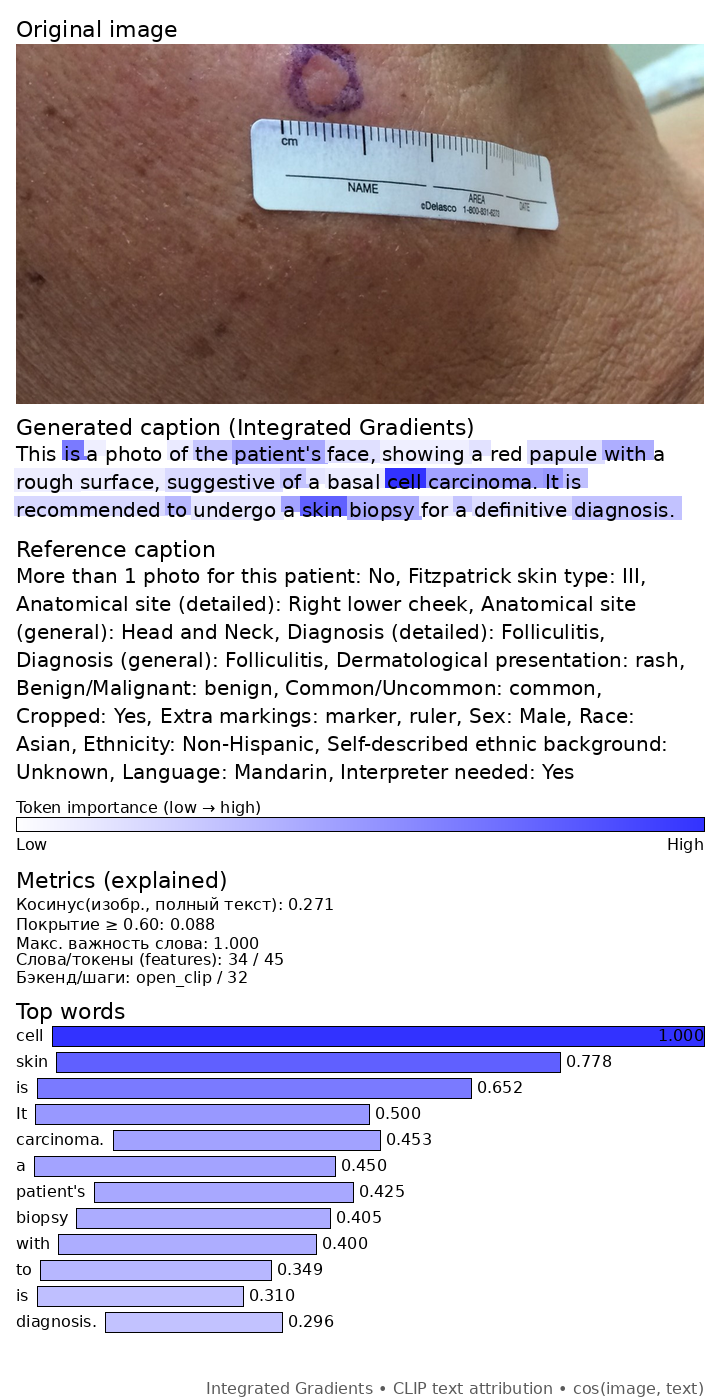 Original image
cm
NAME
AREA
DATE
©Delasco 1-800-831-6273
Generated caption (Integrated Gradients)
This is a photo of the patient's face, showing a red papule with a
rough surface, suggestive of a basal cell carcinoma. It is
recommended to undergo a skin biopsy for a definitive diagnosis.
Reference caption
More than 1 photo for this patient: No, Fitzpatrick skin type: III,
Anatomical site (detailed): Right lower cheek, Anatomical site
(general): Head and Neck, Diagnosis (detailed): Folliculitis,
Diagnosis (general): Folliculitis, Dermatological presentation: rash,
Benign/Malignant: benign, Common/Uncommon: common,
Cropped: Yes, Extra markings: marker, ruler, Sex: Male, Race:
Asian, Ethnicity: Non-Hispanic, Self-described ethnic background:
Unknown, Language: Mandarin, Interpreter needed: Yes
Token importance (low → high)
Low High
Metrics (explained)
Косинус(изобр., полный текст): 0.271
Покрытие ≥ 0.60: 0.088
Макс. важность слова: 1.000
Слова/токены (features): 34 / 45
Бэкенд/шаги: open_clip / 32
Top words
cell 1.000
skin 0.778
is 0.652
It 0.500
carcinoma. 0.453
a 0.450
patient's 0.425
biopsy 0.405
with 0.400
to 0.349
is 0.310
diagnosis. 0.296
Integrated Gradients • CLIP text attribution • cos(image, text)